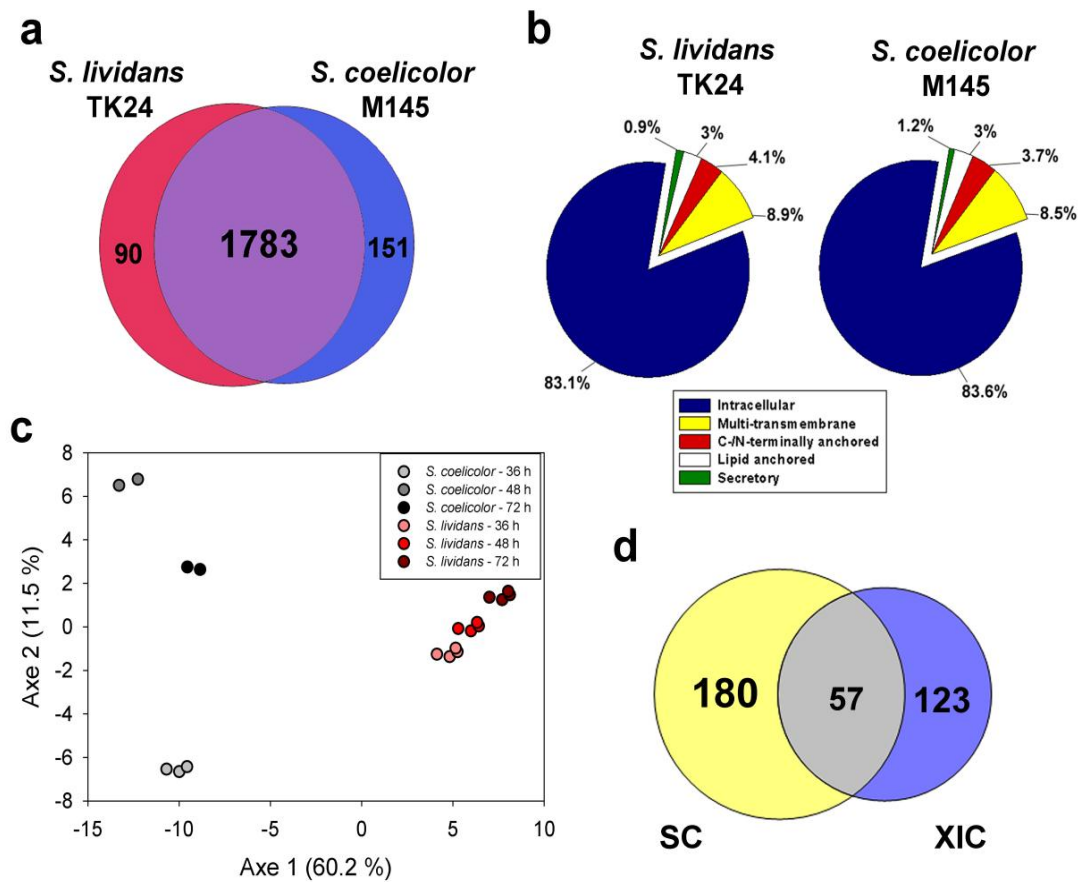 a
S. lividans
TK24
S. coelicolor
M145
90
1783
151
b
S. lividans
TK24
S. coelicolor
M145
0.9%
3%
4.1%
8.9%
83.1%
1.2%
3%
3.7%
8.5%
83.6%
Intracellular
Multi-transmembrane
C-/N-terminally anchored
Lipid anchored
Secretory
c
8
6
4
2
0
-2
-4
-6
-8
Axe 2 (11.5 %)
-15
-10
-5
0
5
10
Axe 1 (60.2 %)
S. coelicolor - 36 h
S. coelicolor - 48 h
S. coelicolor - 72 h
S. lividans - 36 h
S. lividans - 48 h
S. lividans - 72 h
d
180
57
123
SC
XIC